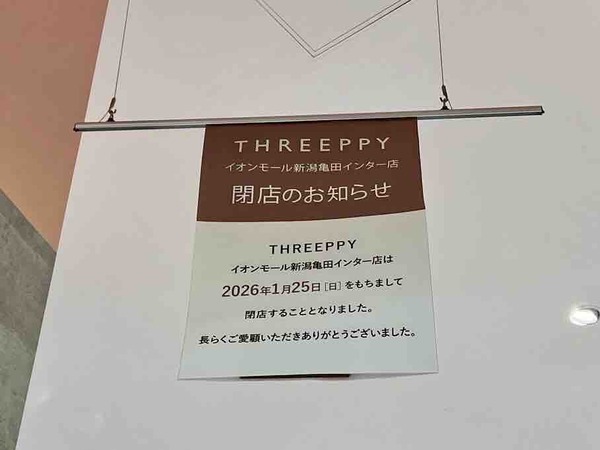 THREEPPY
イオンモール新潟亀田インター店
閉店のお知らせ
THREEPPY
イオンモール新潟亀田インター店は
2026年1月25日[日]をもちまして
閉店することとなりました。
長らくご愛顧いただきありがとうございました。